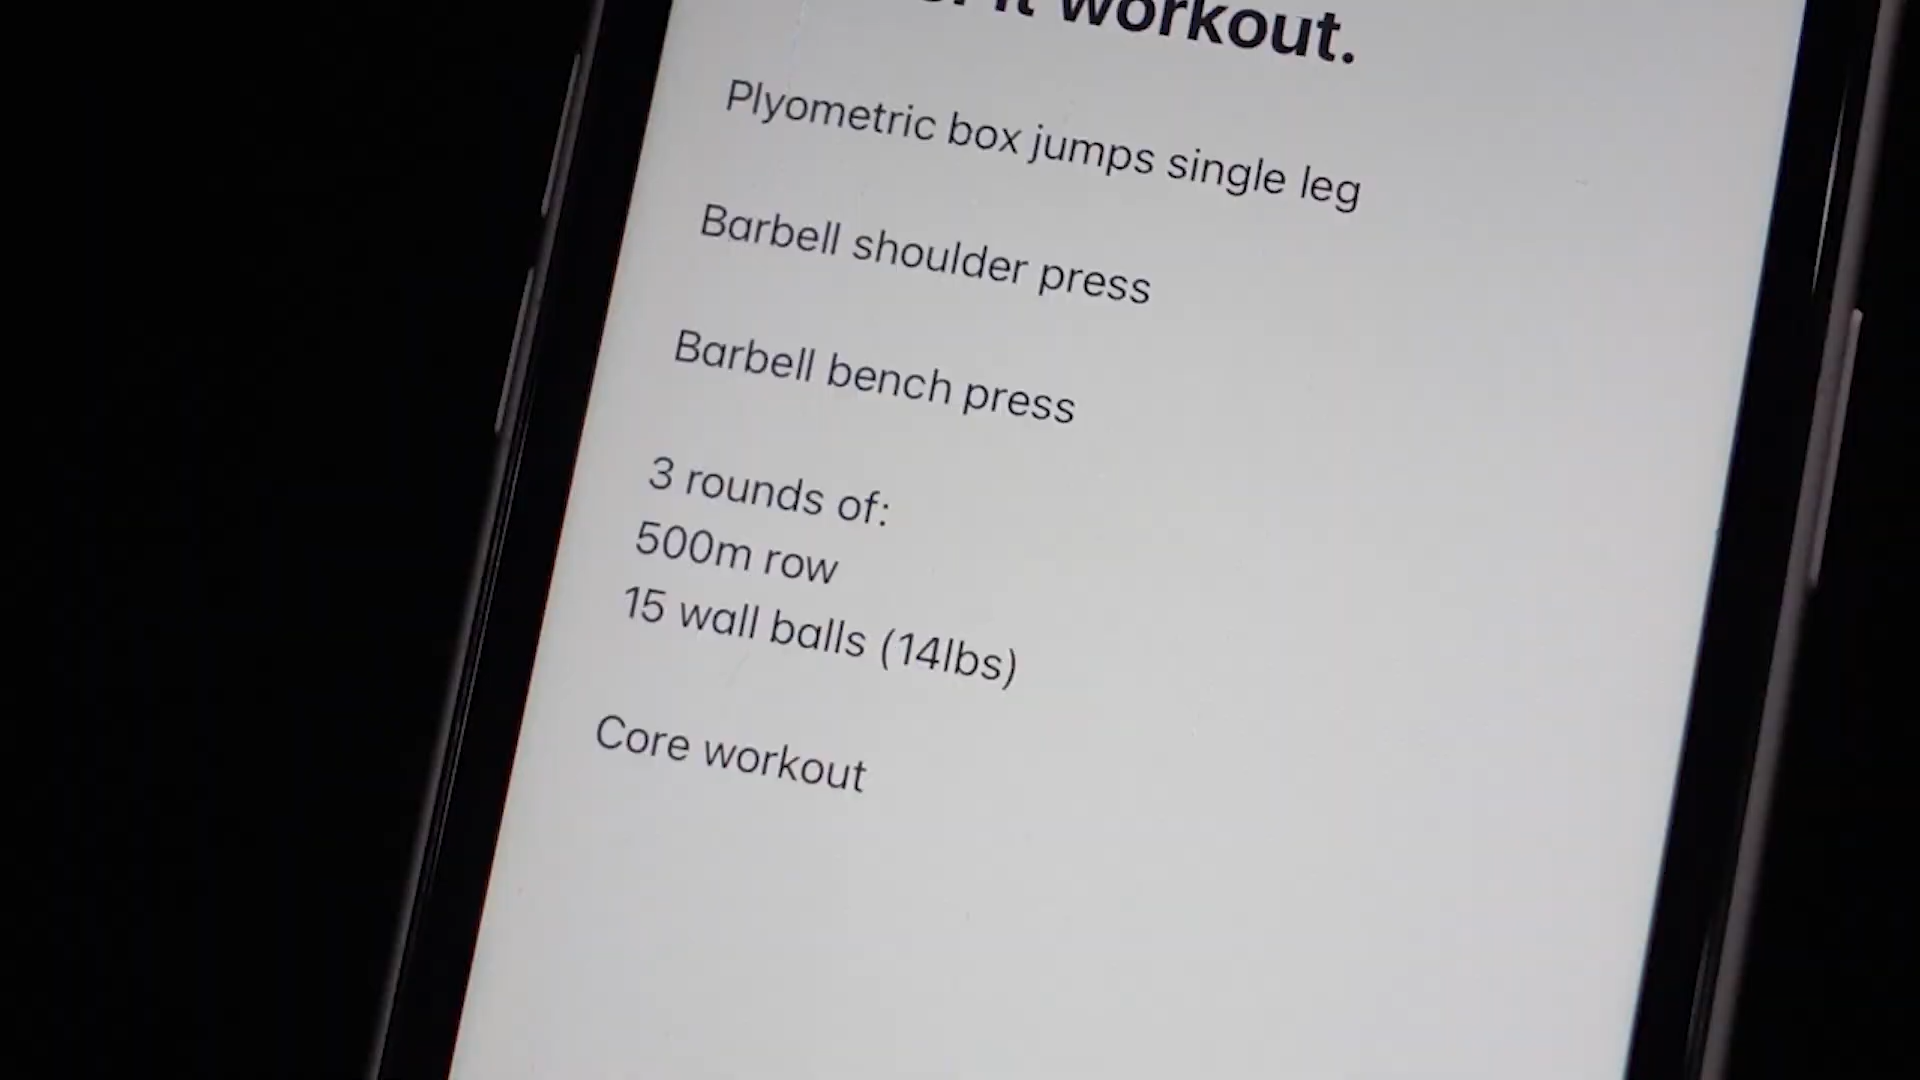 workout.
Plyometric box jumps single leg
Barbell shoulder press
Barbell bench press
3 rounds of:
500m row
15 wall balls (14lbs)
Core workout